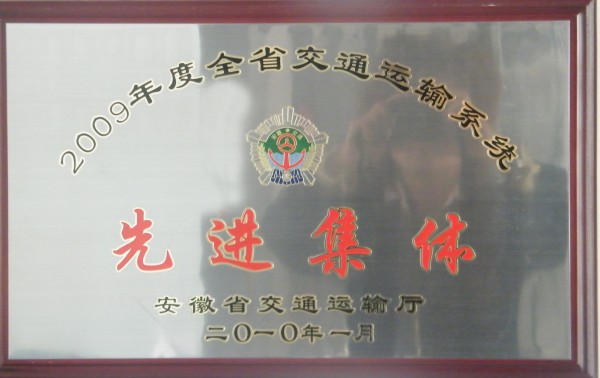 2009年度全省交通运输系统
先进集体
安徽省交通运输厅
二〇一〇年一月